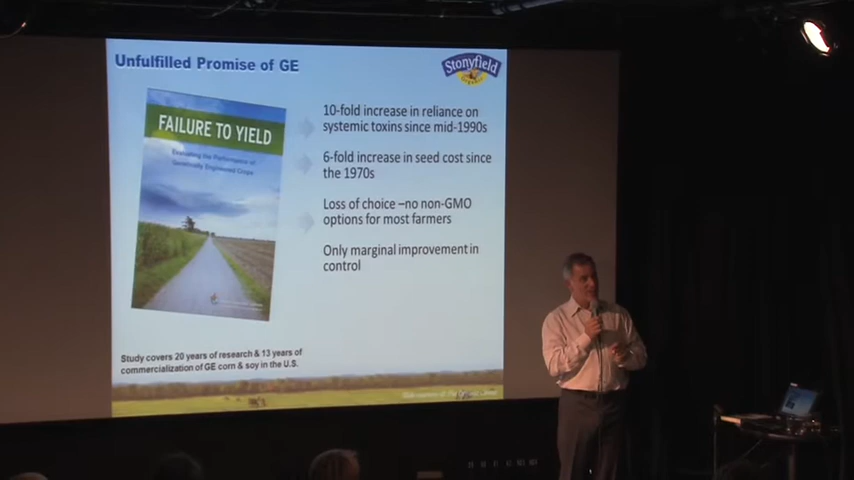 Unfulfilled Promise of GE
Stonyfield
ORGANIC
FAILURE TO YIELD
Evaluating the Performance of
Genetically Engineered Crops
10-fold increase in reliance on
systemic toxins since mid-1990s
6-fold increase in seed cost since
the 1970s
Loss of choice –no non-GMO
options for most farmers
Only marginal improvement in
control
Study covers 20 years of research & 13 years of
commercialization of GE corn & soy in the U.S.